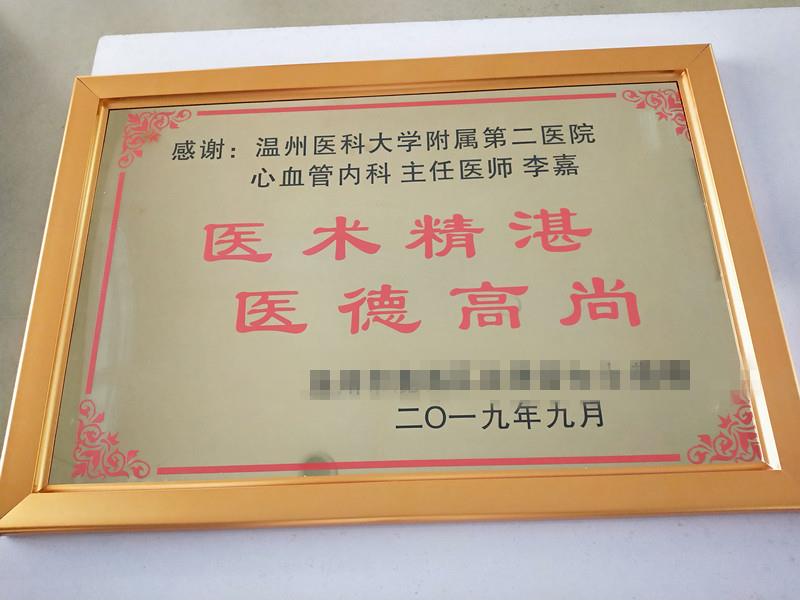 感谢：温州医科大学附属第二医院
心血管内科 主任医师 李嘉
医术精湛
医德高尚
二〇一九年九月